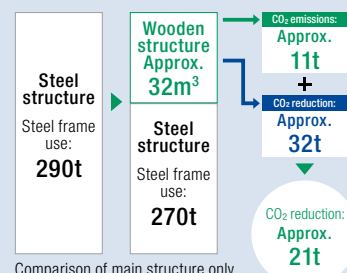 Steel
structure
Steel frame
use:
290t
Wooden
structure
Approx.
32m³
Steel
structure
Steel frame
use:
270t
CO₂ emissions:
Approx.
11t
+
CO₂ reduction:
Approx.
32t
CO₂ reduction:
Approx.
21t
Comparison of main structure only